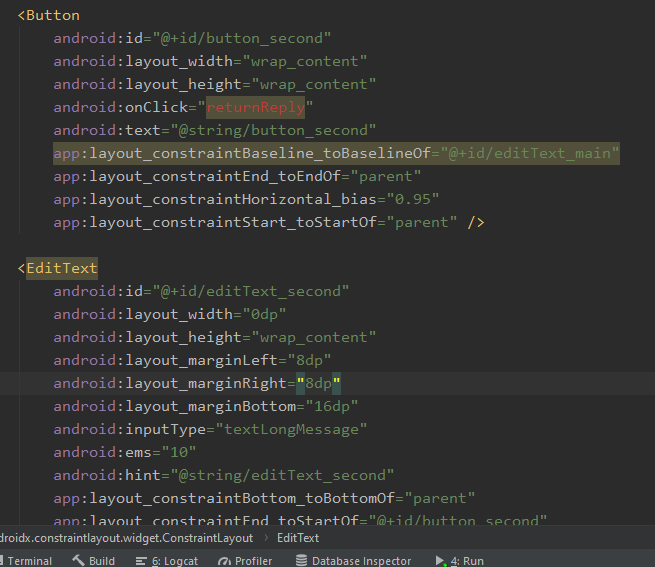 <Button
android:id="@+id/button_second"
android:layout_width="wrap_content"
android:layout_height="wrap_content"
android:onClick="returnReply"
android:text="@string/button_second"
app:layout_constraintBaseline_toBaselineOf="@+id/editText_main"
app:layout_constraintEnd_toEndOf="parent"
app:layout_constraintHorizontal_bias="0.95"
app:layout_constraintStart_toStartOf="parent" />
<EditText
android:id="@+id/editText_second"
android:layout_width="0dp"
android:layout_height="wrap_content"
android:layout_marginLeft="8dp"
android:layout_marginRight="8dp"
android:layout_marginBottom="16dp"
android:inputType="textLongMessage"
android:ems="10"
android:hint="@string/editText_second"
app:layout_constraintBottom_toBottomOf="parent"
app:layout_constraintEnd_toStartOf="@+id/button_second"
droidx.constraintlayout.widget.ConstraintLayout › EditText
Terminal Build 6: Logcat Profiler Database Inspector 4: Run